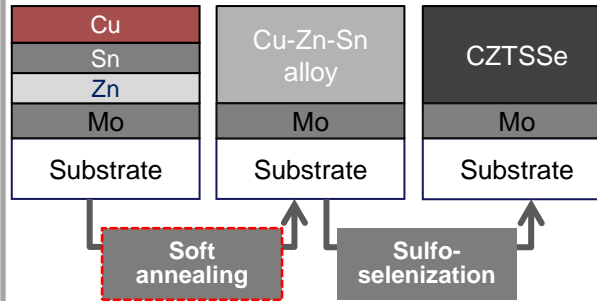 Cu
Sn
Zn
Mo
Substrate
Cu-Zn-Sn
alloy
Mo
Substrate
CZTSSe
Mo
Substrate
Soft
annealing
Sulfo-
selenization